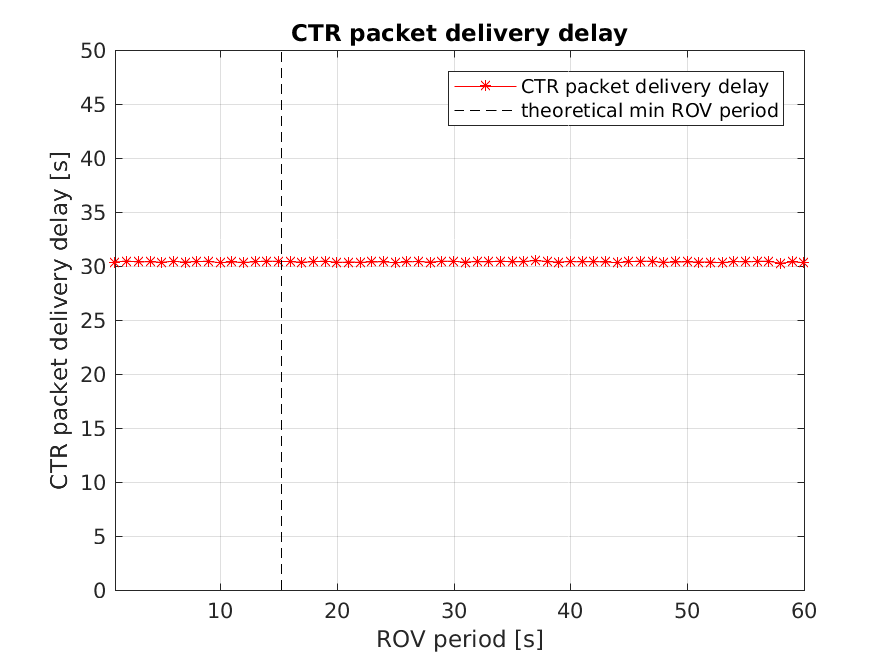 CTR packet delivery delay
CTR packet delivery delay
theoretical min ROV period
CTR packet delivery delay [s]
50
45
40
35
30
25
20
15
10
5
0
10 20 30 40 50 60
ROV period [s]